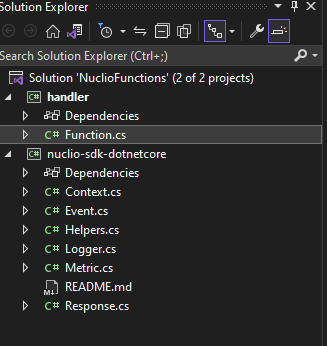 Solution Explorer
Search Solution Explorer (Ctrl+;)
Solution 'NuclioFunctions' (2 of 2 projects)
C# handler
Dependencies
C# Function.cs
C# nuclio-sdk-dotnetcore
Dependencies
C# Context.cs
C# Event.cs
C# Helpers.cs
C# Logger.cs
C# Metric.cs
M↓ README.md
C# Response.cs